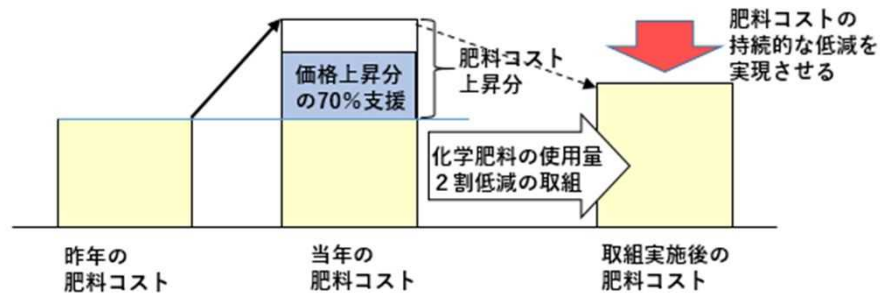 肥料コストの
持続的な低減を
実現させる
価格上昇分
の70%支援
肥料コスト
上昇分
化学肥料の使用量
２割低減の取組
昨年の
肥料コスト
当年の
肥料コスト
取組実施後の
肥料コスト